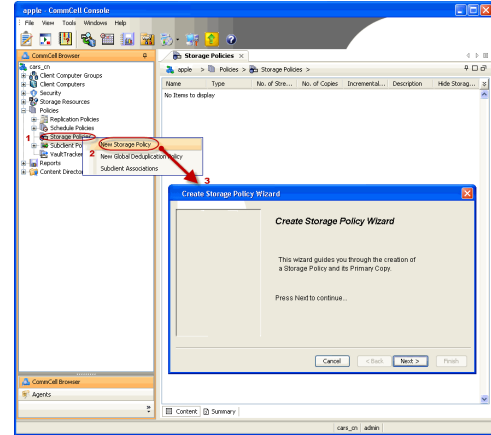 apple - CommCell Console
File View Tools Windows Help
CommCell Browser
Storage Policies
cars_cn
apple > Policies > Storage Policies >
Client Computer Groups
Client Computers
Security
Storage Resources
Policies
Replication Policies
Schedule Policies
1 Storage Policies
Subclient Po
VaultTracker
Reports
Content Director
Name Type No. of Stre... No. of Copies Incremental... Description Hide Storag...
No Items to display
New Storage Policy
2 New Global Deduplication Policy
Subclient Associations
3
Create Storage Policy Wizard
Create Storage Policy Wizard
This wizard guides you through the creation of
a Storage Policy and its Primary Copy.
Press Next to continue...
Cancel < Back Next > Finish
CommCell Browser
Agents
Content Summary
cars_cn admin